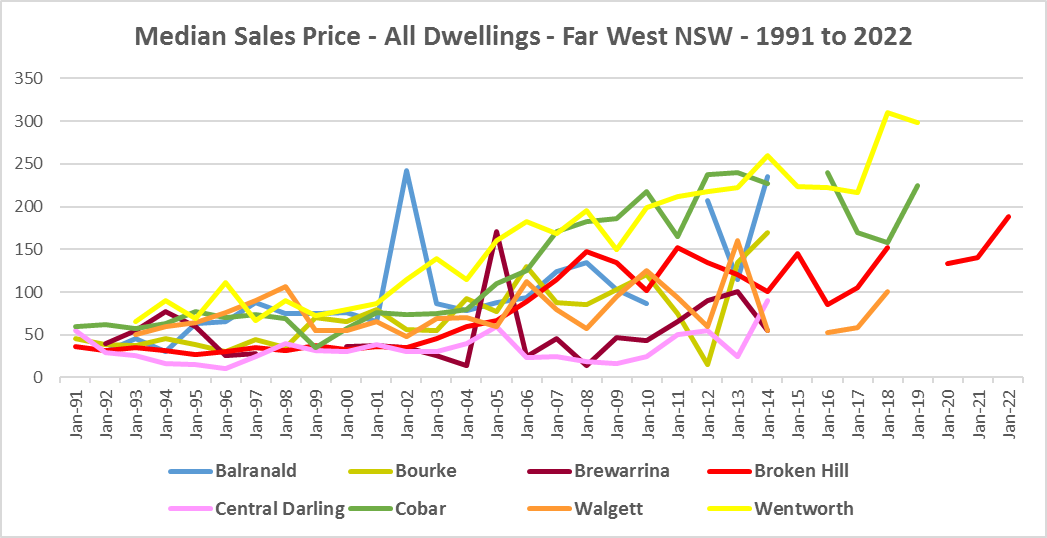 Median Sales Price - All Dwellings - Far West NSW - 1991 to 2022
350
300
250
200
150
100
50
0
Jan-91
Jan-92
Jan-93
Jan-94
Jan-95
Jan-96
Jan-97
Jan-98
Jan-99
Jan-00
Jan-01
Jan-02
Jan-03
Jan-04
Jan-05
Jan-06
Jan-07
Jan-08
Jan-09
Jan-10
Jan-11
Jan-12
Jan-13
Jan-14
Jan-15
Jan-16
Jan-17
Jan-18
Jan-19
Jan-20
Jan-21
Jan-22
Balranald Bourke Brewarrina Broken Hill
Central Darling Cobar Walgett Wentworth